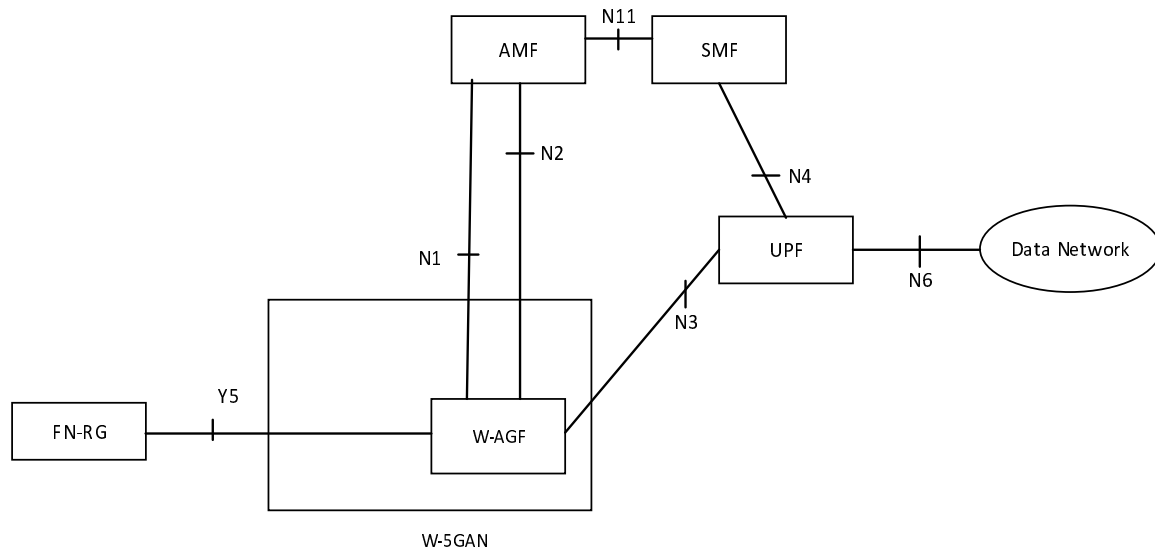 N11
AMF
SMF
N2
N4
N1
UPF
Data Network
N6
N3
Y5
FN-RG
W-AGF
W-5GAN